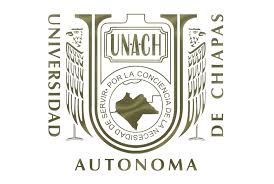 UNIVERSIDAD
UNACH
POR LA CONCIENCIA DE LA NECESIDAD DE SERVIR
DE CHIAPAS
AUTONOMA